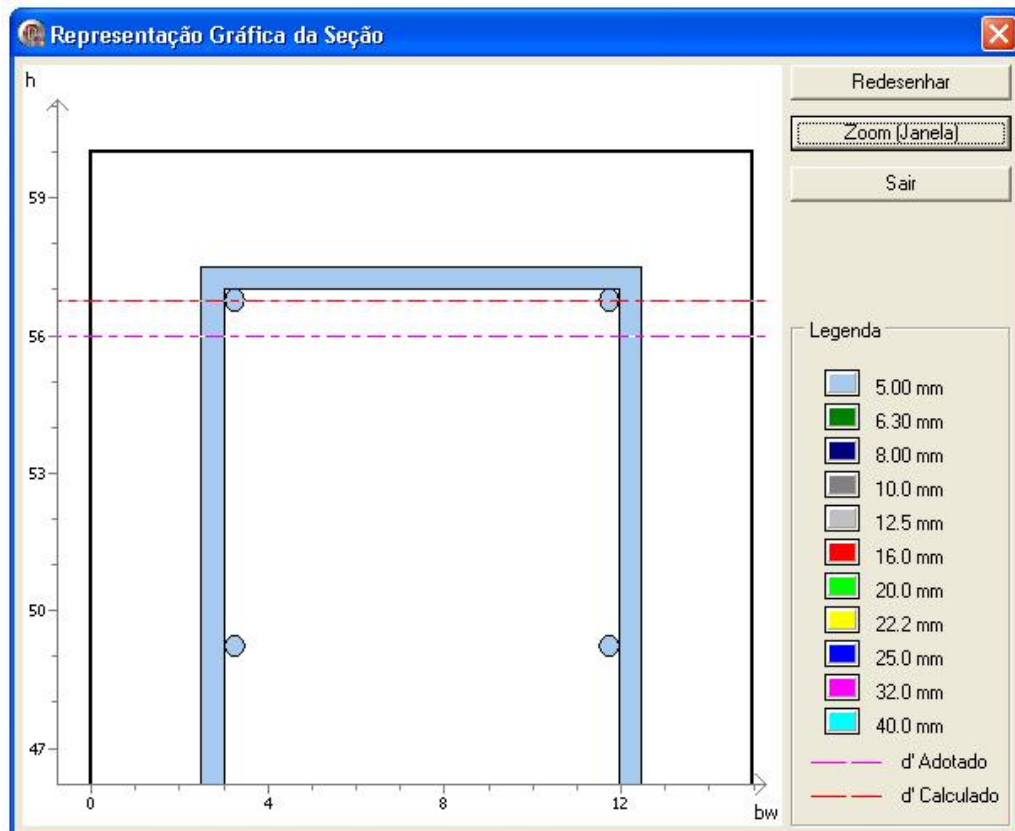 Representação Gráfica da Seção
h
59
56
53
50
47
0 4 8 12
bw
Redesenhar
Zoom (Janela)
Sair
Legenda
5.00 mm
6.30 mm
8.00 mm
10.0 mm
12.5 mm
16.0 mm
20.0 mm
22.2 mm
25.0 mm
32.0 mm
40.0 mm
d' Adotado
d' Calculado